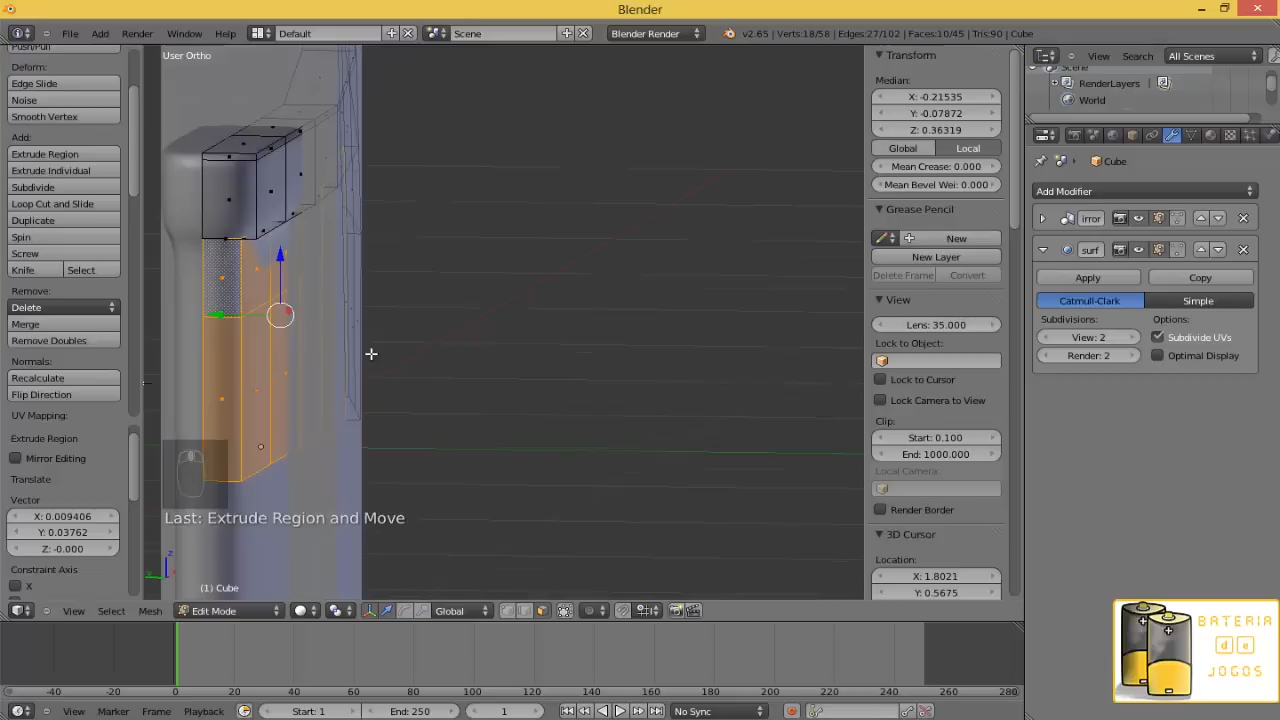 Blender
File Add Render Window Help Default Scene Blender Render v2.65 | Verts:18/58 | Edges:27/102 | Faces:10/45 | Tris:90 | Cube
Push/Pull
Deform:
Edge Slide
Noise
Smooth Vertex
Add:
Extrude Region
Extrude Individual
Subdivide
Loop Cut and Slide
Duplicate
Spin
Screw
Knife Select
Remove:
Delete
Merge
Remove Doubles
Normals:
Recalculate
Flip Direction
UV Mapping:
Extrude Region
Mirror Editing
Translate
Vector
X: 0.009406
Y: 0.03762
Z: -0.000
Constraint Axis
X
User Ortho
Last: Extrude Region and Move
z
(1) Cube
View Select Mesh Edit Mode Global
Transform
Median:
X: -0.21535
Y: -0.07872
Z: 0.36319
Global Local
Mean Crease: 0.000
Mean Bevel Wei: 0.000
Grease Pencil
New
New Layer
Delete Frame Convert
View
Lens: 35.000
Lock to Object:
Lock to Cursor
Lock Camera to View
Clip:
Start: 0.100
End: 1000.000
Local Camera:
Render Border
3D Cursor
Location:
X: 1.8021
Y: 0.5675
View Search All Scenes
Scene
RenderLayers |
World
Cube
Add Modifier
irror
surf
Apply Copy
Catmull-Clark Simple
Subdivisions: Options:
View: 2 Subdivide UVs
Render: 2 Optimal Display
BATERIA
de
JOGOS
-40 -20 0 20 40 60 80 100 120 140 160 180 200 220 240 260 280
View Marker Frame Playback Start: 1 End: 250 1 No Sync